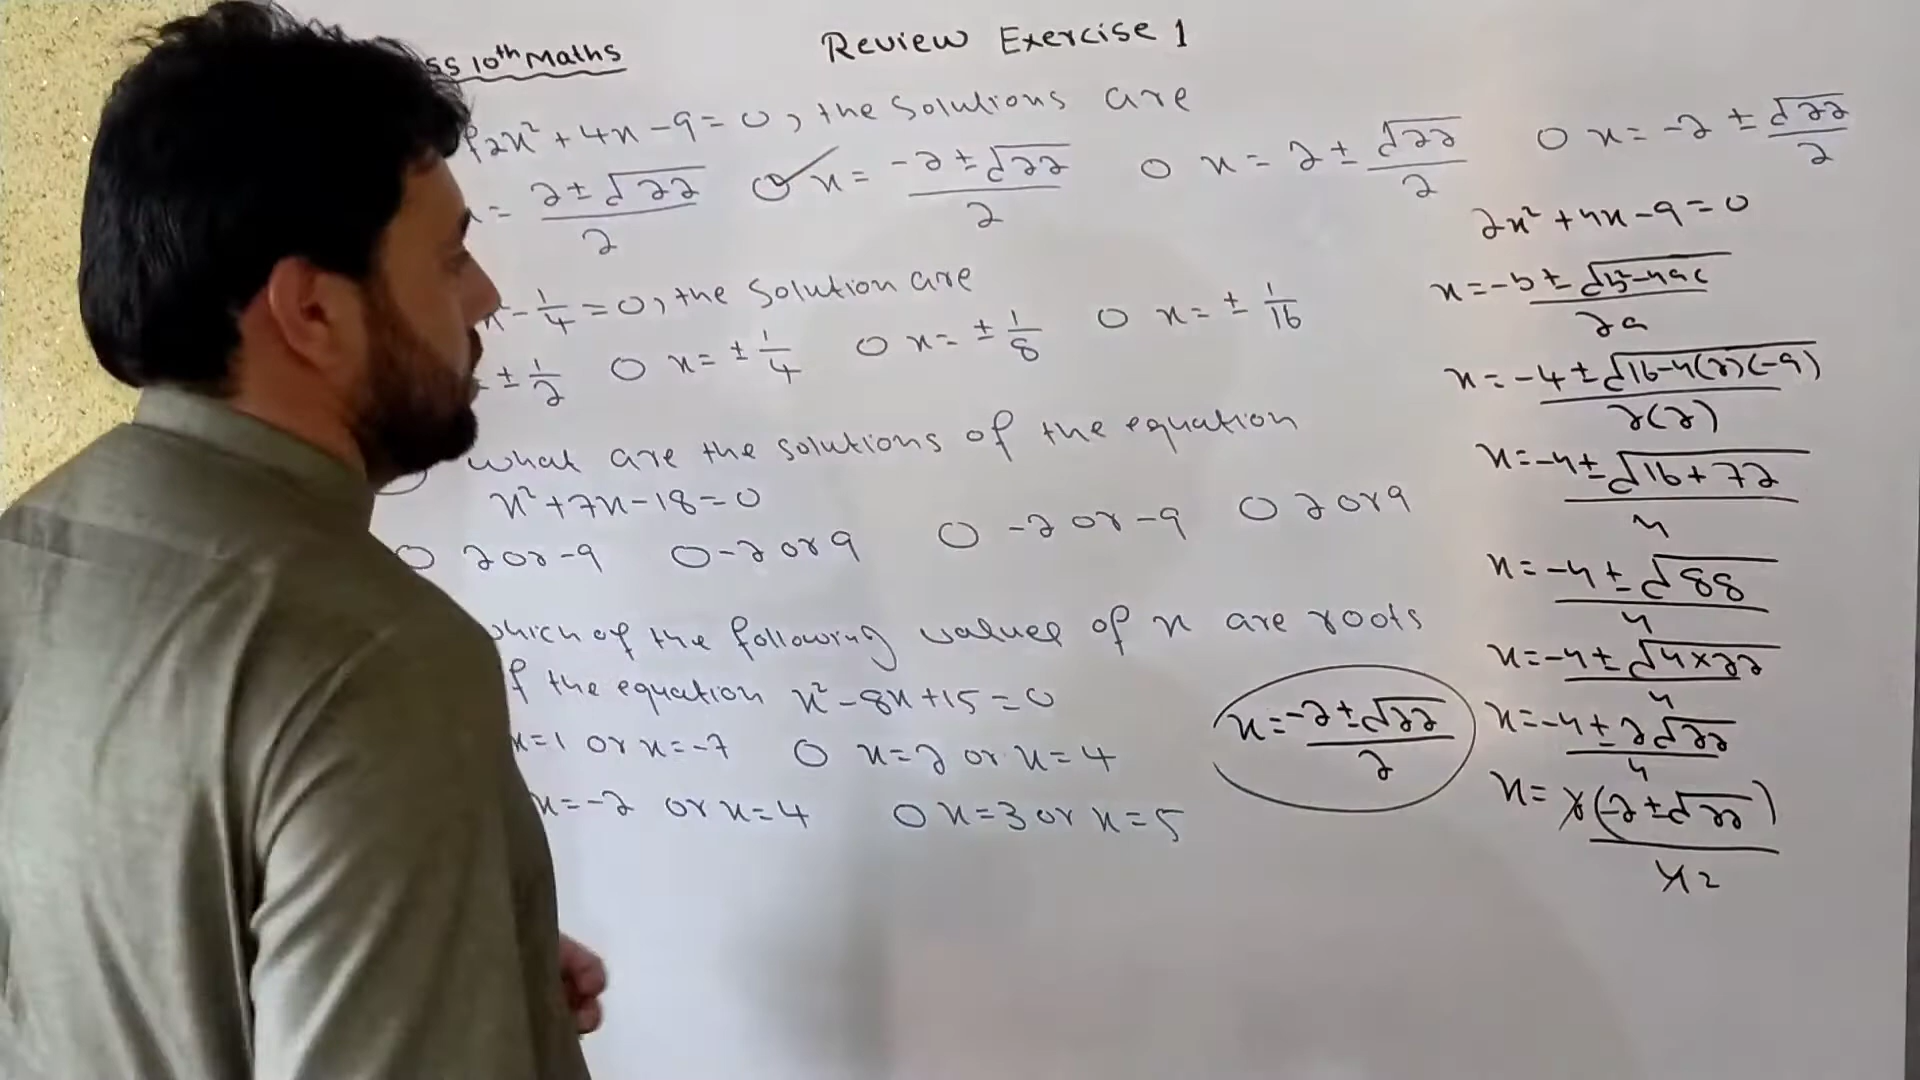 ss 10th Maths
Review Exercise 1
2x² + 4x - 9 = 0, the Solutions are
= (2 ± √22)/2 ○ x = (-2 ± √22)/2 ○ x = 2 ± √22/2 ○ x = -2 ± √22/2
x - 1/4 = 0, the Solution are
± 1/2 ○ x = ± 1/4 ○ x = ± 1/8 ○ x = ± 1/16
what are the solutions of the equation
x² + 7x - 18 = 0
○ 2 or -9 ○ -2 or 9 ○ -2 or -9 ○ 2 or 9
which of the following values of x are roots
f the equation x² - 8x + 15 = 0
x = 1 or x = -7 ○ x = 2 or x = 4
x = -2 or x = 4 ○ x = 3 or x = 5
2x² + 4x - 9 = 0
x = (-b ± √(b² - 4ac))/2a
x = (-4 ± √(16 - 4(2)(-9)))/2(2)
x = (-4 ± √(16 + 72))/4
x = (-4 ± √88)/4
x = (-4 ± √(4×22))/4
x = (-4 ± 2√22)/4
x = 2(-2 ± √22)/4 2
x = (-2 ± √22)/2